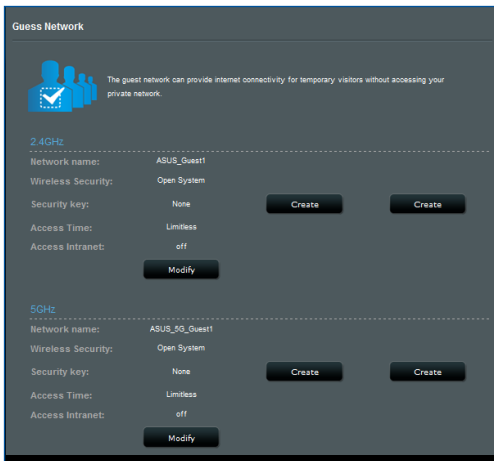 Guess Network
The guest network can provide internet connectivity for temporary visitors without accessing your
private network.
2.4GHz
Network name: ASUS_Guest1
Wireless Security: Open System
Security key: None Create Create
Access Time: Limitless
Access Intranet: off
Modify
5GHz
Network name: ASUS_5G_Guest1
Wireless Security: Open System
Security key: None Create Create
Access Time: Limitless
Access Intranet: off
Modify